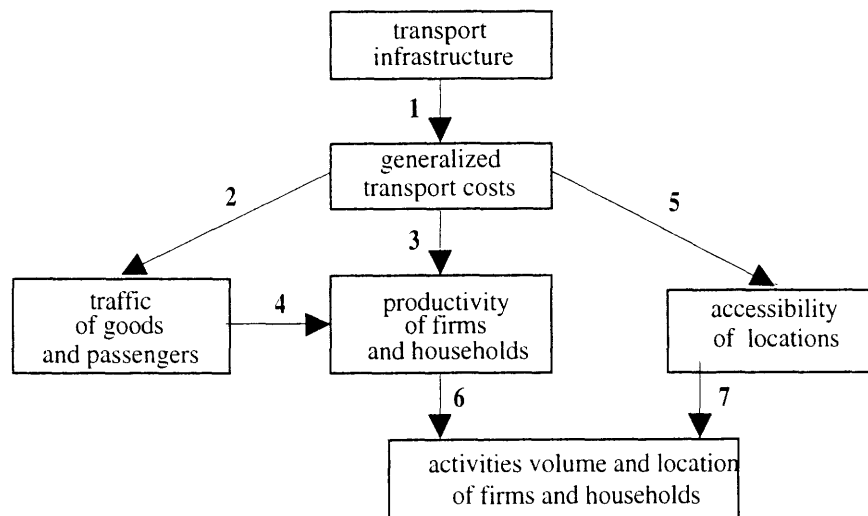 transport
infrastructure
1
generalized
transport costs
2
3
5
traffic
of goods
and passengers
4
productivity
of firms
and households
accessibility
of locations
6
7
activities volume and location
of firms and households